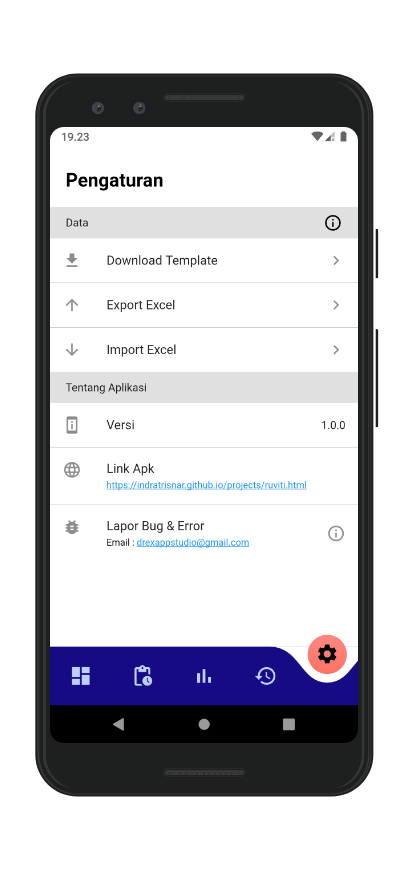 19.23
Pengaturan
Data
Download Template
Export Excel
Import Excel
Tentang Aplikasi
Versi 1.0.0
Link Apk
https://indratrisnar.github.io/projects/ruviti.html
Lapor Bug & Error
Email : drexappstudio@gmail.com